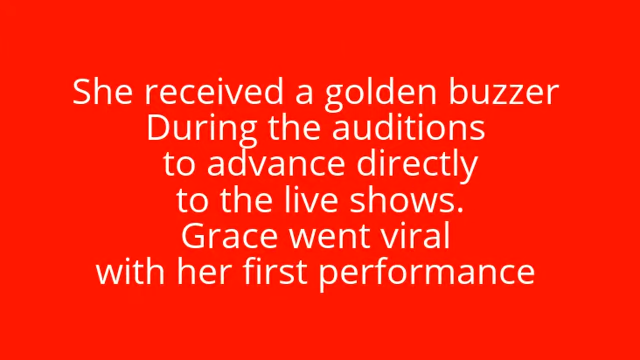 She received a golden buzzer
During the auditions
to advance directly
to the live shows.
Grace went viral
with her first performance